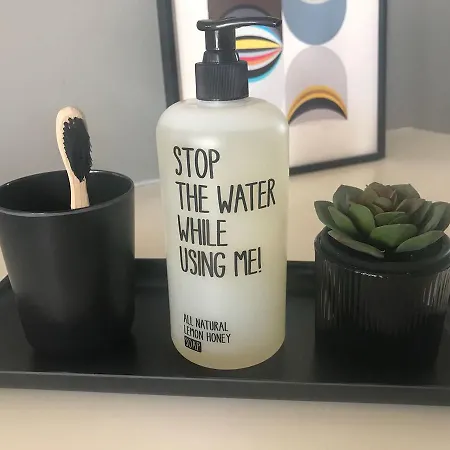 STOP
THE WATER
WHILE
USING ME!
ALL NATURAL
LEMON HONEY
SOAP